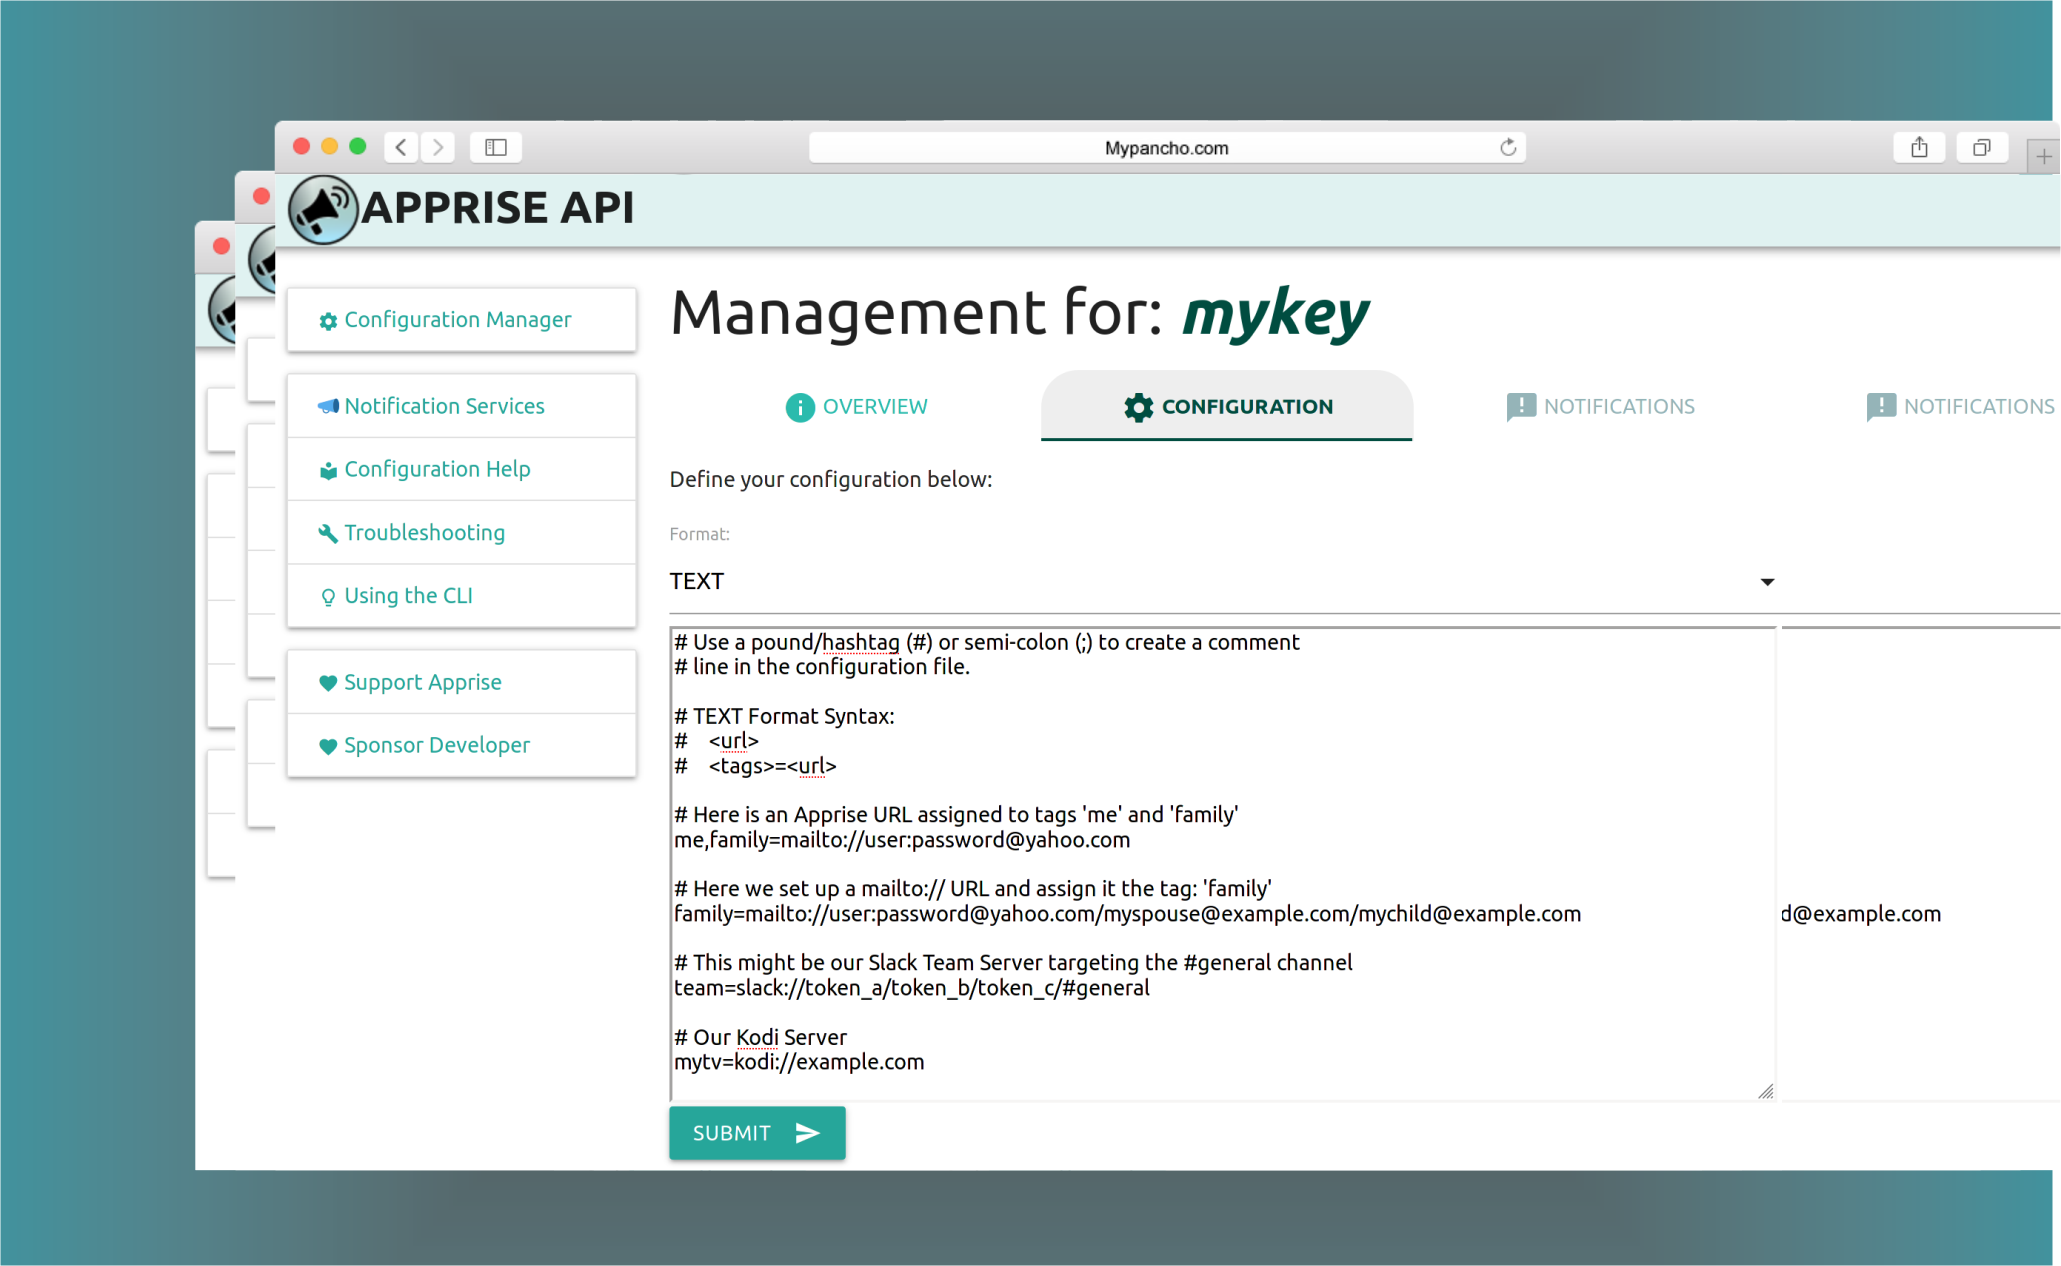 Mypancho.com
APPRISE API
Management for: mykey
Configuration Manager
Notification Services
Configuration Help
Troubleshooting
Using the CLI
Support Apprise
Sponsor Developer
OVERVIEW
CONFIGURATION
NOTIFICATIONS
NOTIFICATIONS
Define your configuration below:
Format:
TEXT
# Use a pound/hashtag (#) or semi-colon (;) to create a comment
# line in the configuration file.
# TEXT Format Syntax:
# <url>
# <tags>=<url>
# Here is an Apprise URL assigned to tags 'me' and 'family'
me,family=mailto://user:password@yahoo.com
# Here we set up a mailto:// URL and assign it the tag: 'family'
family=mailto://user:password@yahoo.com/myspouse@example.com/mychild@example.com
d@example.com
# This might be our Slack Team Server targeting the #general channel
team=slack://token_a/token_b/token_c/#general
# Our Kodi Server
mytv=kodi://example.com
SUBMIT